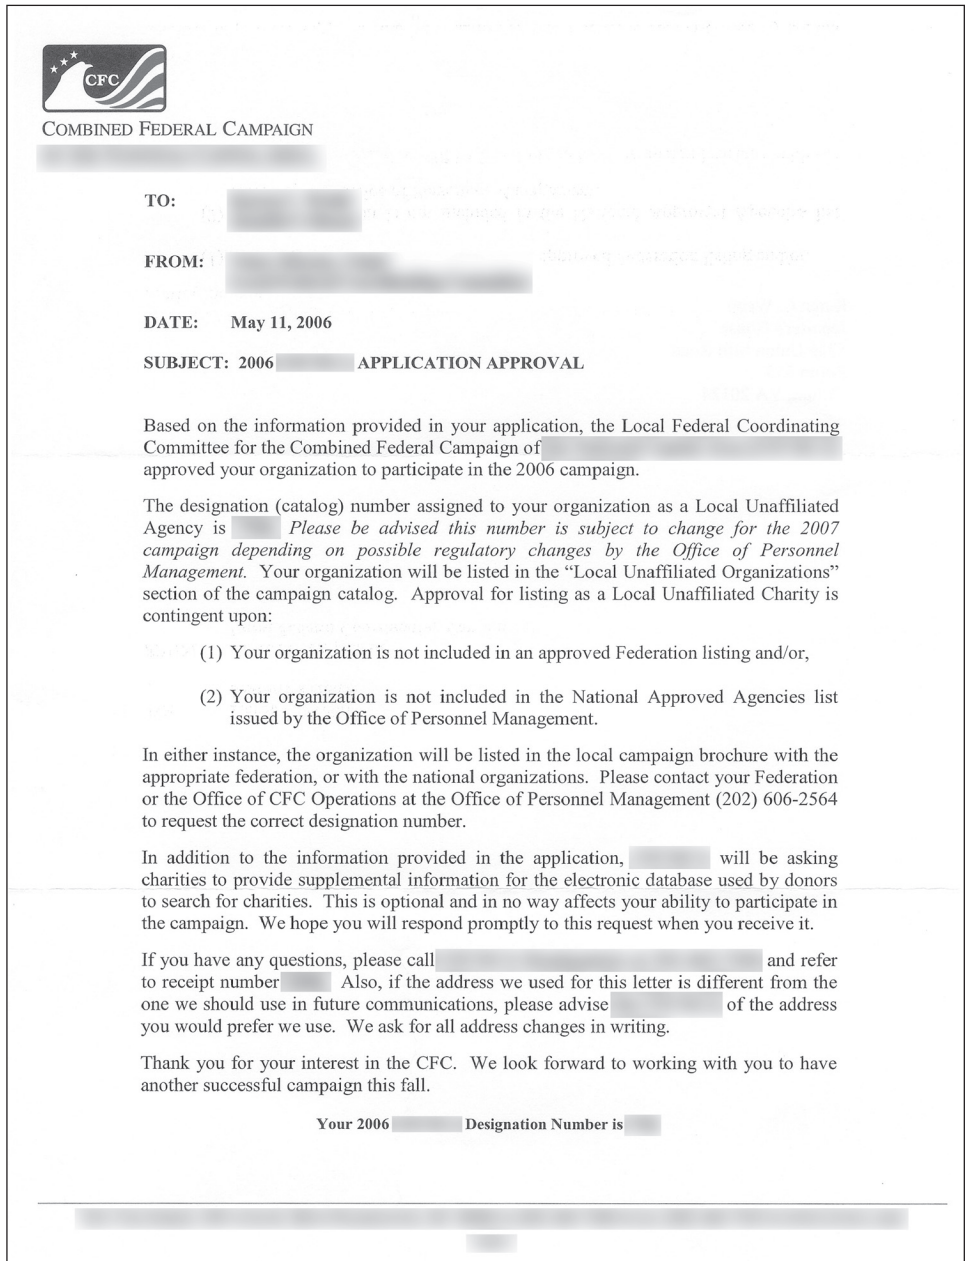 CFC
COMBINED FEDERAL CAMPAIGN
TO:
FROM:
DATE: May 11, 2006
SUBJECT: 2006 APPLICATION APPROVAL
Based on the information provided in your application, the Local Federal Coordinating
Committee for the Combined Federal Campaign of
approved your organization to participate in the 2006 campaign.
The designation (catalog) number assigned to your organization as a Local Unaffiliated
Agency is Please be advised this number is subject to change for the 2007
campaign depending on possible regulatory changes by the Office of Personnel
Management. Your organization will be listed in the “Local Unaffiliated Organizations”
section of the campaign catalog. Approval for listing as a Local Unaffiliated Charity is
contingent upon:
(1) Your organization is not included in an approved Federation listing and/or,
(2) Your organization is not included in the National Approved Agencies list
issued by the Office of Personnel Management.
In either instance, the organization will be listed in the local campaign brochure with the
appropriate federation, or with the national organizations. Please contact your Federation
or the Office of CFC Operations at the Office of Personnel Management (202) 606-2564
to request the correct designation number.
In addition to the information provided in the application, will be asking
charities to provide supplemental information for the electronic database used by donors
to search for charities. This is optional and in no way affects your ability to participate in
the campaign. We hope you will respond promptly to this request when you receive it.
If you have any questions, please call and refer
to receipt number Also, if the address we used for this letter is different from the
one we should use in future communications, please advise of the address
you would prefer we use. We ask for all address changes in writing.
Thank you for your interest in the CFC. We look forward to working with you to have
another successful campaign this fall.
Your 2006 Designation Number is